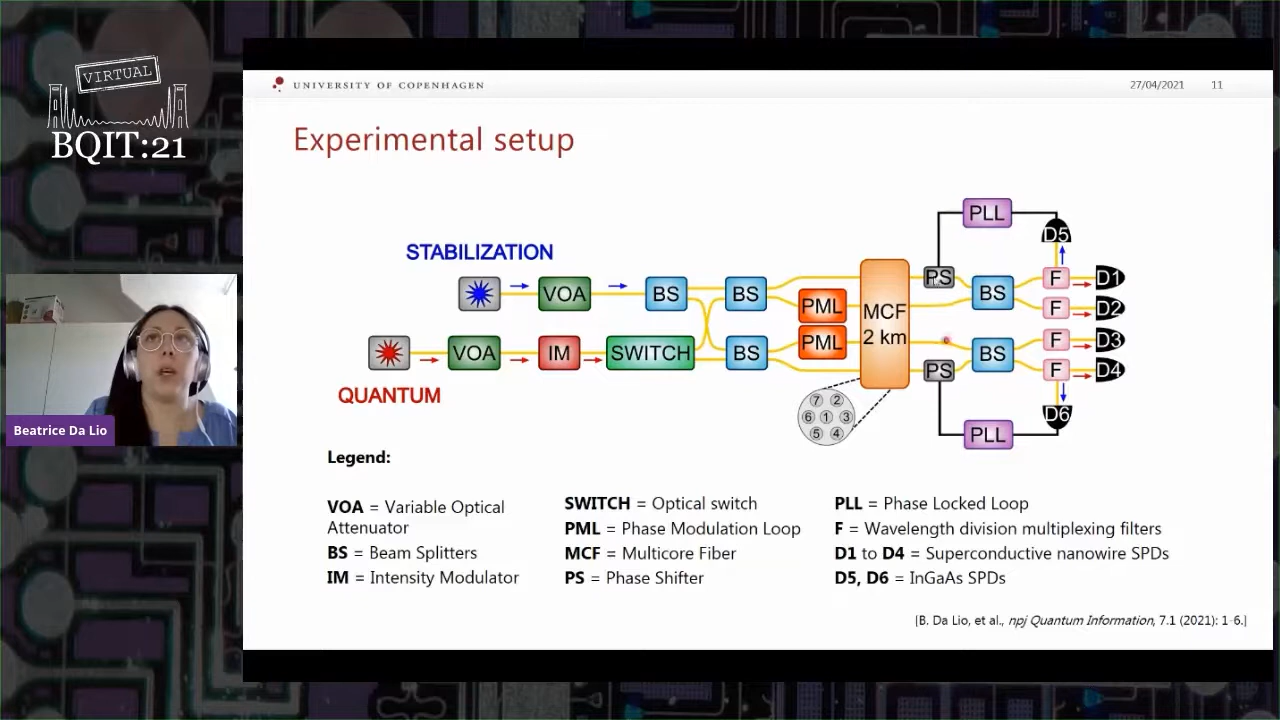 VIRTUAL
BQIT:21
Beatrice Da Lio
UNIVERSITY OF COPENHAGEN
27/04/2021 11
Experimental setup
STABILIZATION
QUANTUM
VOA
BS
BS
VOA
IM
SWITCH
BS
PML
PML
MCF
2 km
7 2
6 1 3
5 4
PLL
PS
BS
D5
F
D1
F
D2
F
D3
F
D4
PS
BS
D6
PLL
Legend:
VOA = Variable Optical
Attenuator
BS = Beam Splitters
IM = Intensity Modulator
SWITCH = Optical switch
PML = Phase Modulation Loop
MCF = Multicore Fiber
PS = Phase Shifter
PLL = Phase Locked Loop
F = Wavelength division multiplexing filters
D1 to D4 = Superconductive nanowire SPDs
D5, D6 = InGaAs SPDs
[B. Da Lio, et al., npj Quantum Information, 7.1 (2021): 1-6.]